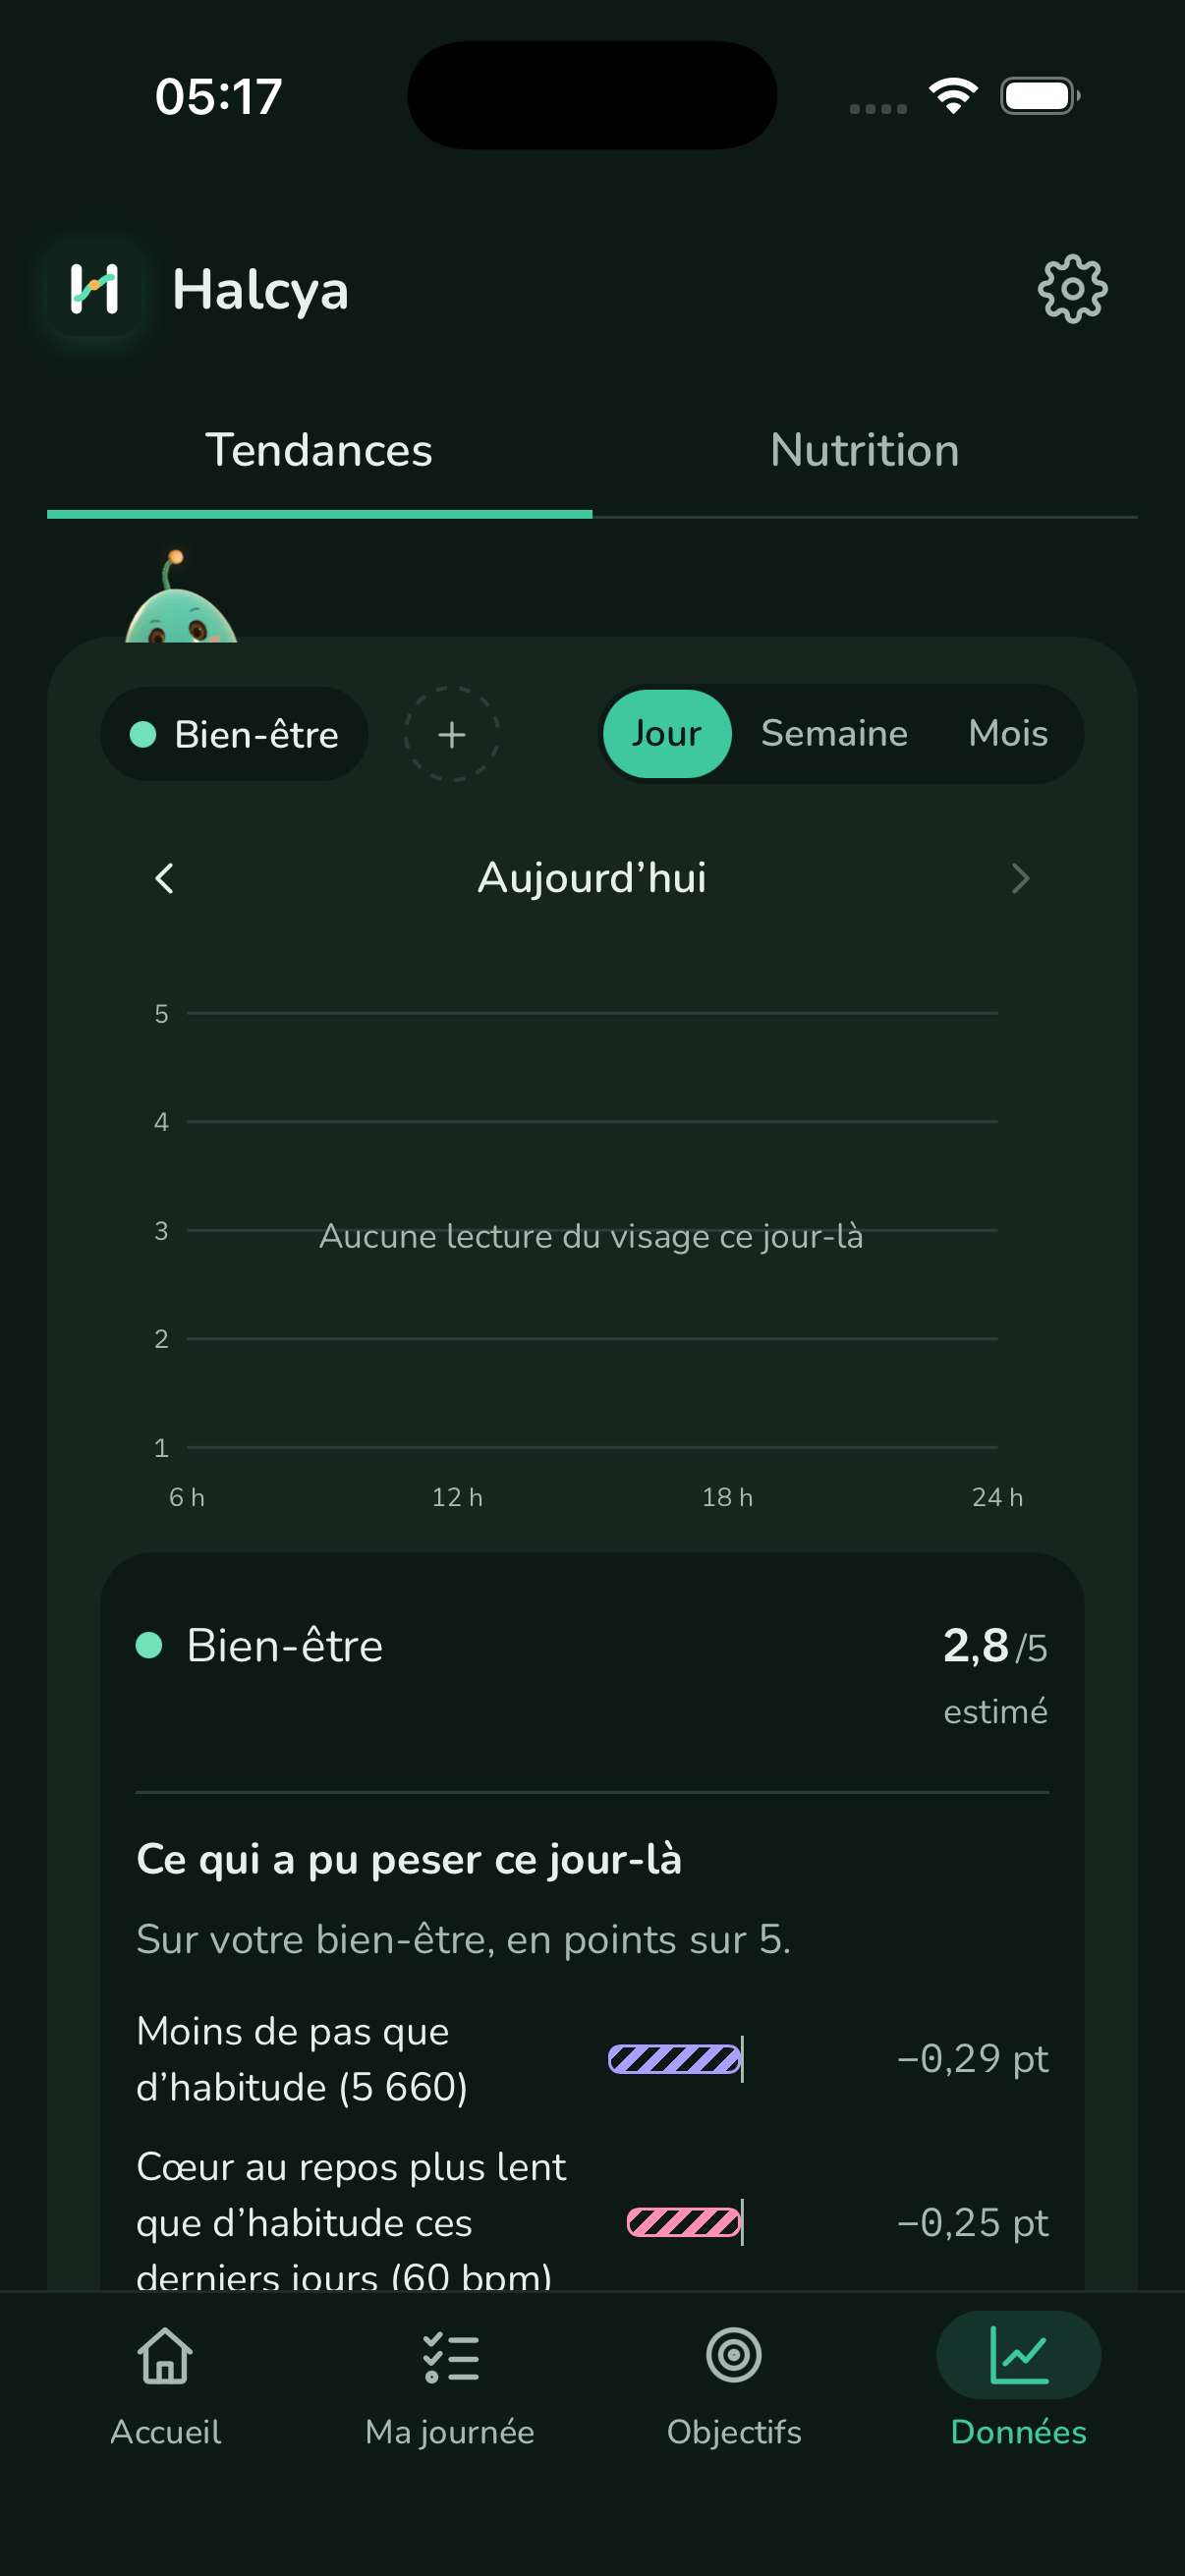 05:17
Halcya
Tendances
Nutrition
Bien-être
+
Jour
Semaine
Mois
Aujourd’hui
5
4
3
Aucune lecture du visage ce jour-là
2
1
6 h
12 h
18 h
24 h
Bien-être
2,8/5
estimé
Ce qui a pu peser ce jour-là
Sur votre bien-être, en points sur 5.
Moins de pas que
d’habitude (5 660)
−0,29 pt
Cœur au repos plus lent
que d’habitude ces
derniers jours (60 bpm)
−0,25 pt
Accueil
Ma journée
Objectifs
Données